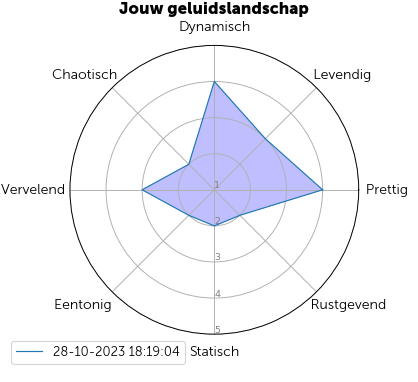 Jouw geluidslandschap
Dynamisch
Chaotisch
Levendig
Vervelend
1
Prettig
2
3
4
Eentonig
Rustgevend
5
28-10-2023 18:19:04
Statisch